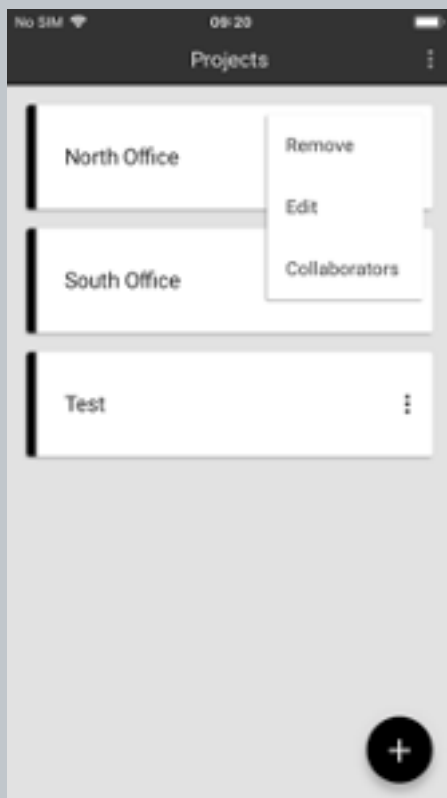 No SIM 09:20
Projects
North Office
Remove
Edit
Collaborators
South Office
Test